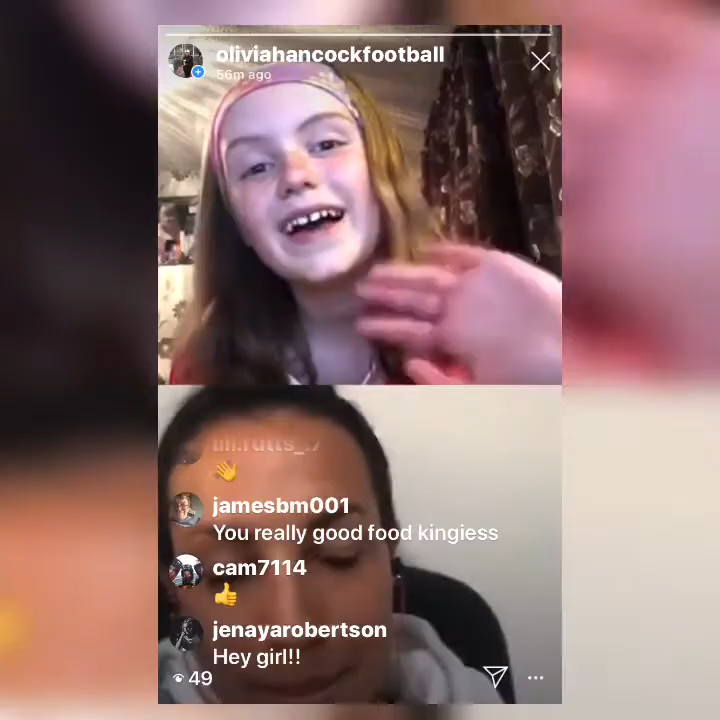 oliviahancockfootball
56m ago
👋
jamesbm001
You really good food kingiess
cam7114
👍
jenayarobertson
Hey girl!!
49